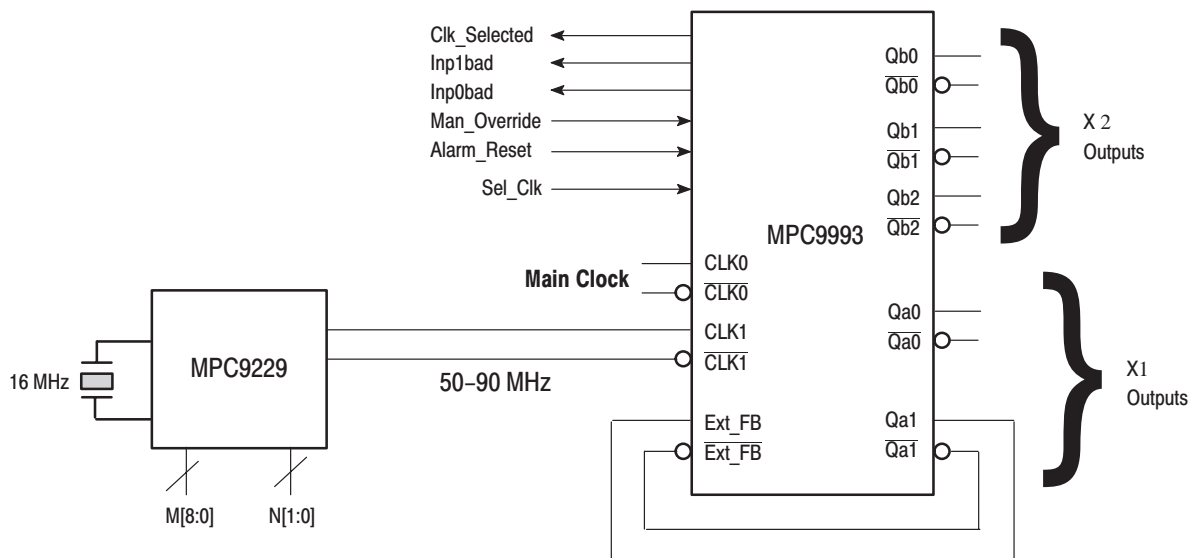 Clk_Selected
Inp1bad
Inp0bad
Man_Override
Alarm_Reset
Sel_Clk
Main Clock
MPC9993
CLK0
CLK0
CLK1
CLK1
Ext_FB
Ext_FB
Qb0
Qb0
Qb1
Qb1
Qb2
Qb2
Qa0
Qa0
Qa1
Qa1
X 2
Outputs
X1
Outputs
16 MHz
MPC9229
50–90 MHz
M[8:0]
N[1:0]